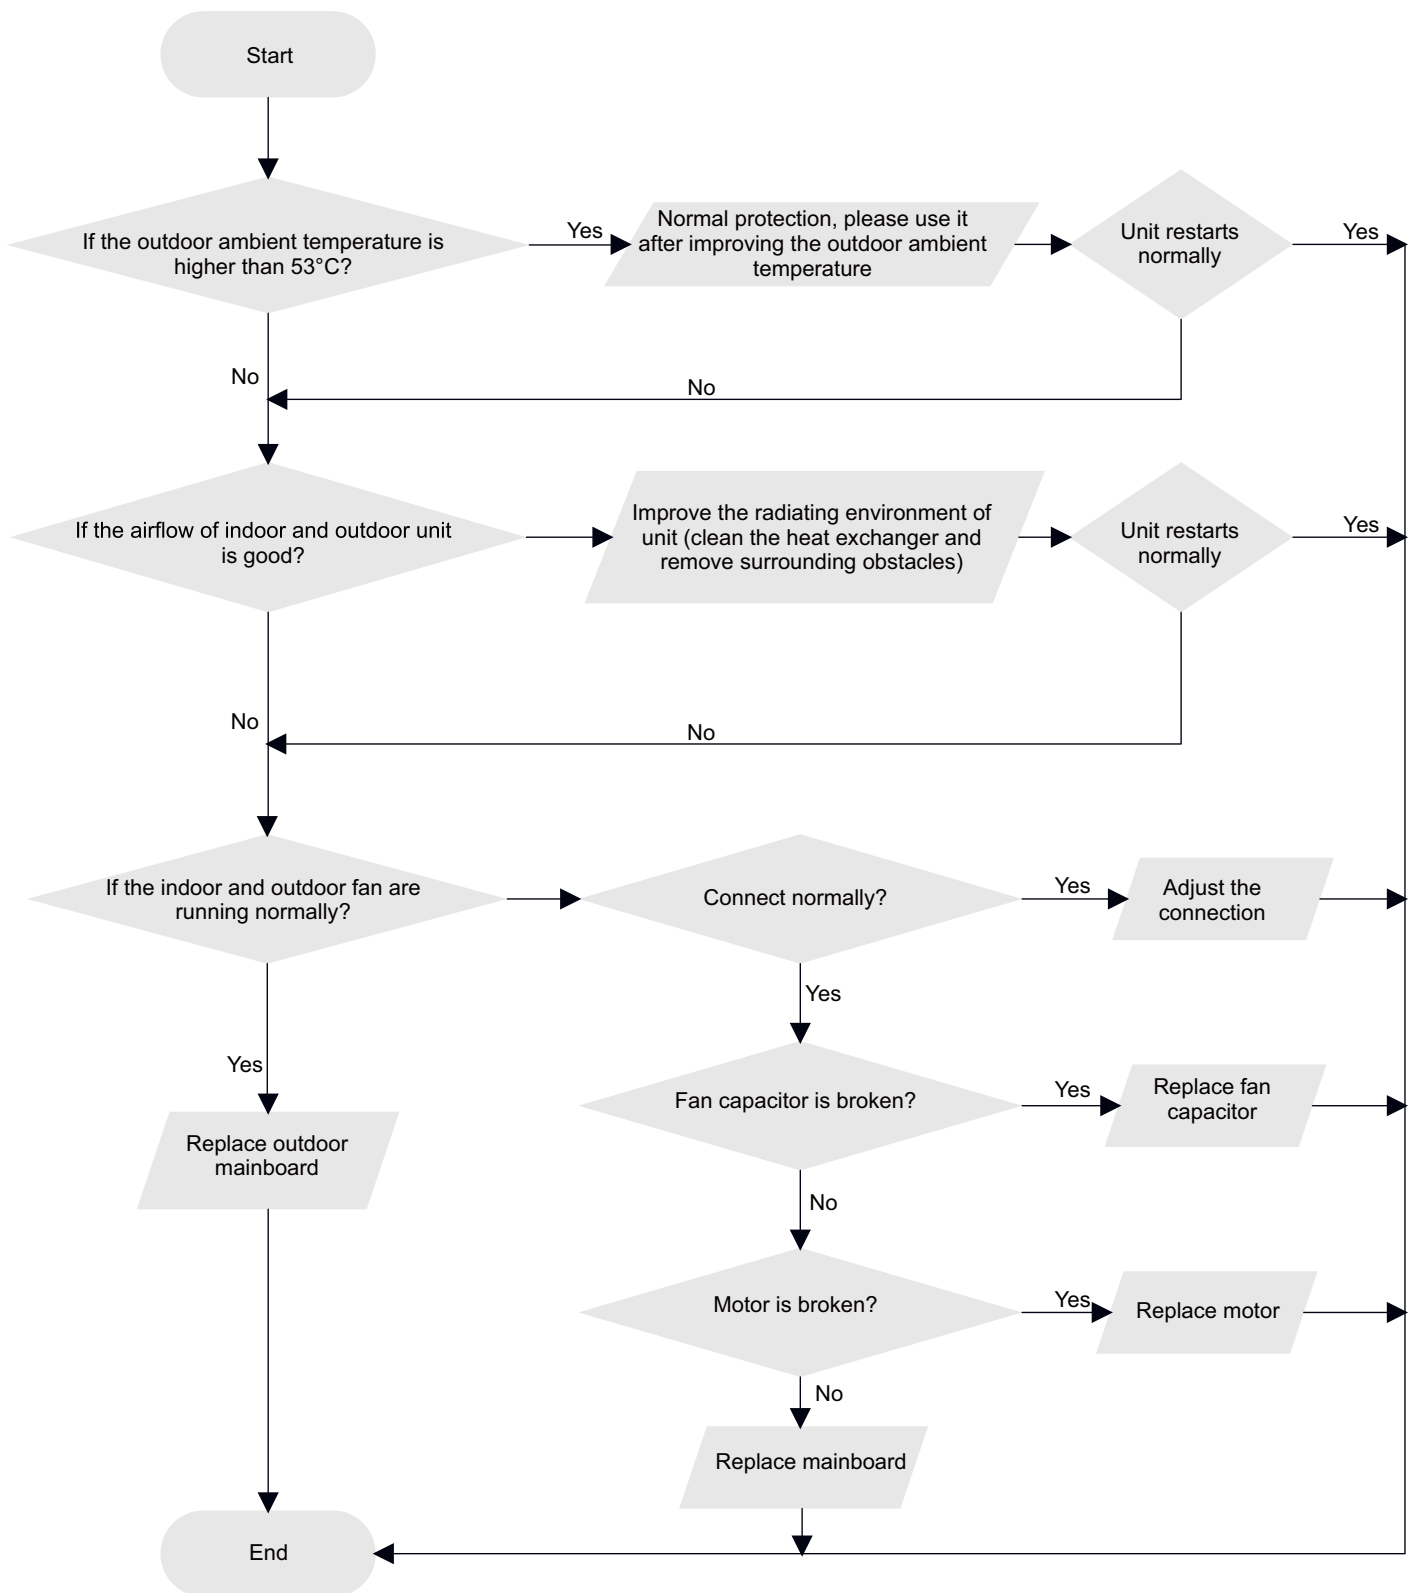 Start
If the outdoor ambient temperature is
higher than 53°C?
Yes
Normal protection, please use it
after improving the outdoor ambient
temperature
Unit restarts
normally
Yes
No
No
If the airflow of indoor and outdoor unit
is good?
Improve the radiating environment of
unit (clean the heat exchanger and
remove surrounding obstacles)
Unit restarts
normally
Yes
No
No
If the indoor and outdoor fan are
running normally?
Connect normally?
Yes
Adjust the
connection
Yes
Yes
Fan capacitor is broken?
Yes
Replace fan
capacitor
Replace outdoor
mainboard
No
Motor is broken?
Yes
Replace motor
No
Replace mainboard
End